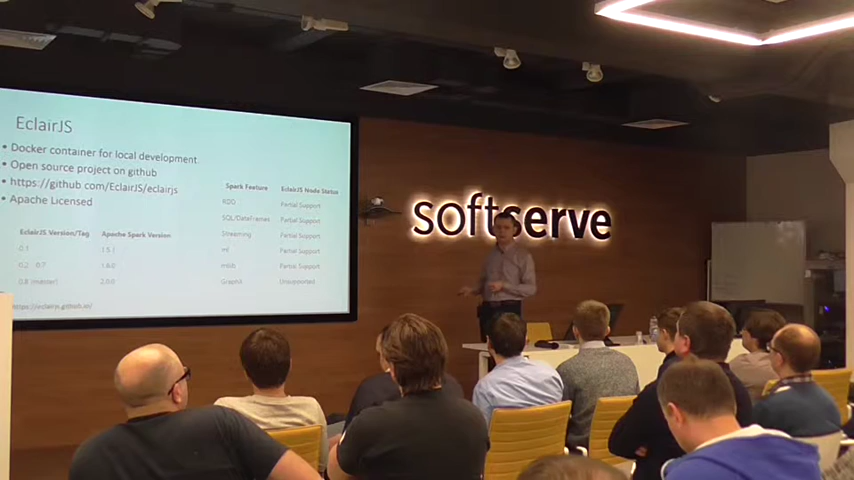 EclairJS
• Docker container for local development
• Open source project on github
• https://github.com/EclairJS/eclairjs
• Apache Licensed
EclairJS Version/Tag Apache Spark Version
0.1 1.5.1
0.2 0.7 1.6.0
0.8 (master) 2.0.0
https://eclairjs.github.io/
Spark Feature EclairJS Node Status
RDD Partial Support
SQL/DataFrames Partial Support
Streaming Partial Support
ml Partial Support
mllib Partial Support
GraphX Unsupported
softserve